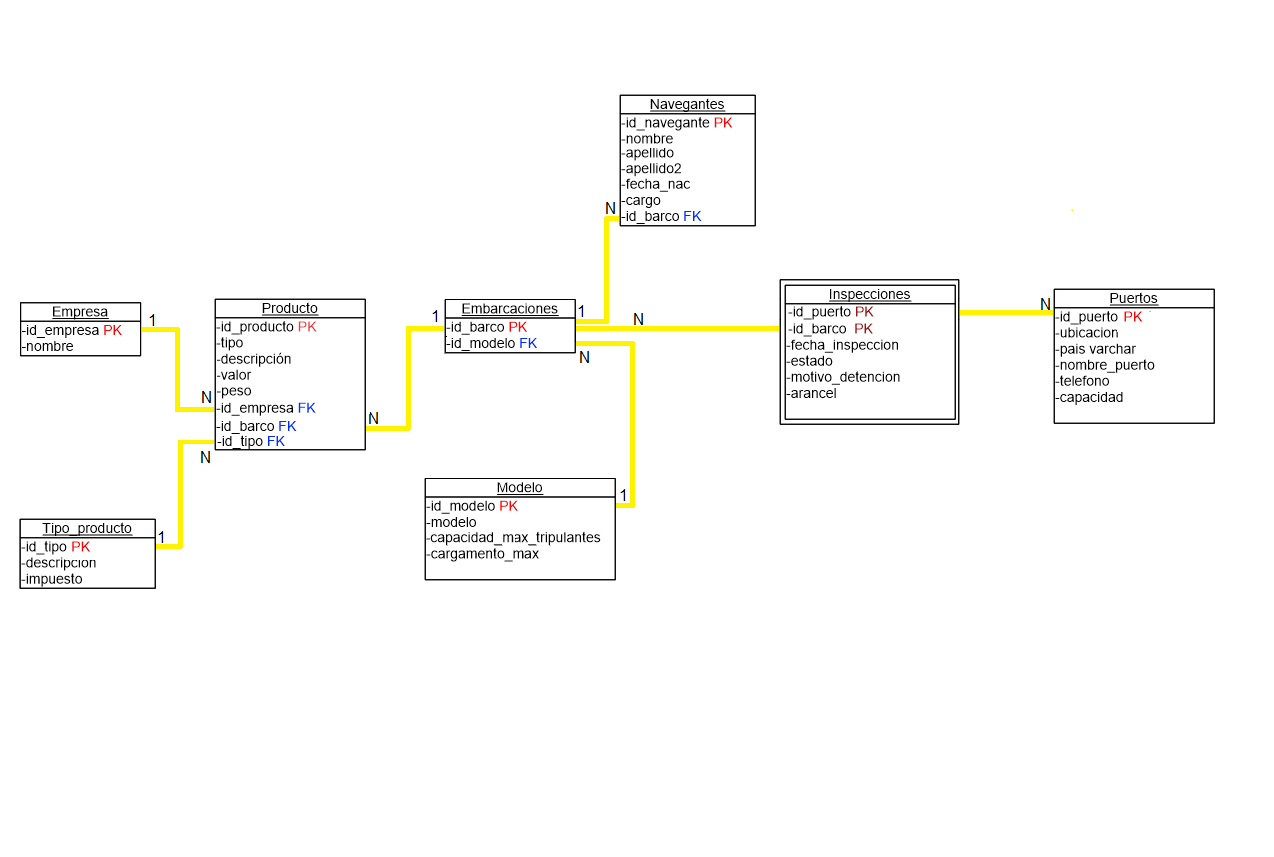 Navegantes
-id_navegante PK
-nombre
-apellido
-apellido2
-fecha_nac
-cargo
-id_barco FK
N
Empresa
-id_empresa PK
-nombre
1
Producto
-id_producto PK
-tipo
-descripción
-valor
-peso
-id_empresa FK
-id_barco FK
-id_tipo FK
N
N
N
Tipo_producto
-id_tipo PK
-descripcion
-impuesto
1
Embarcaciones
-id_barco PK
-id_modelo FK
1
1
N
N
Modelo
-id_modelo PK
-modelo
-capacidad_max_tripulantes
-cargamento_max
1
Inspecciones
-id_puerto PK
-id_barco PK
-fecha_inspeccion
-estado
-motivo_detencion
-arancel
N
Puertos
-id_puerto PK
-ubicacion
-pais varchar
-nombre_puerto
-telefono
-capacidad